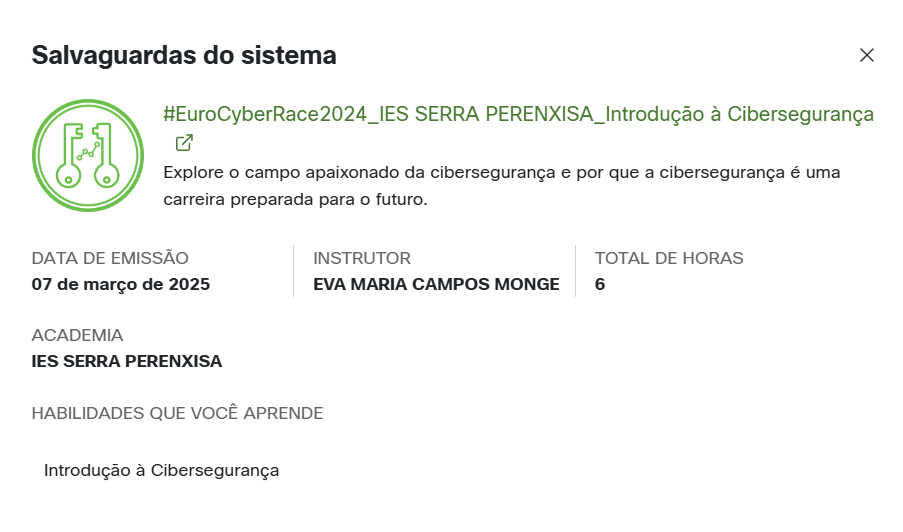 Salvaguardas do sistema
#EuroCyberRace2024_IES SERRA PERENXISA_Introdução à Cibersegurança
Explore o campo apaixonado da cibersegurança e por que a cibersegurança é uma
carreira preparada para o futuro.
DATA DE EMISSÃO
07 de março de 2025
INSTRUTOR
EVA MARIA CAMPOS MONGE
TOTAL DE HORAS
6
ACADEMIA
IES SERRA PERENXISA
HABILIDADES QUE VOCÊ APRENDE
Introdução à Cibersegurança